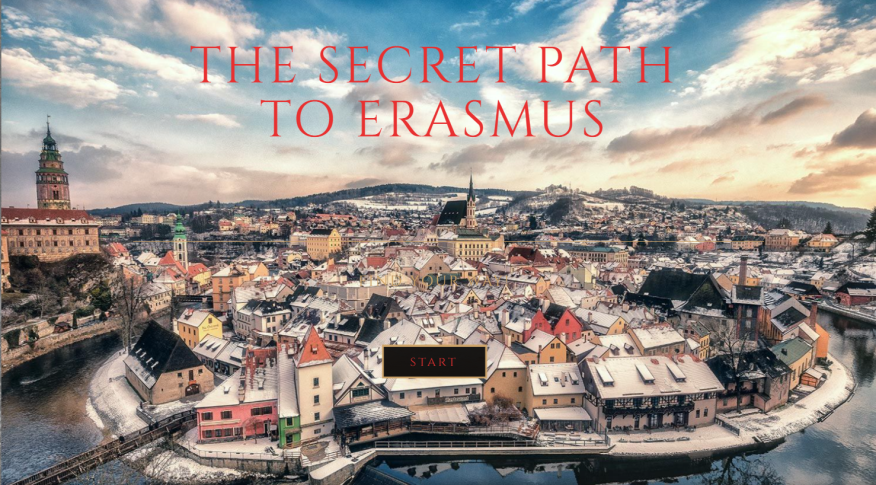 THE SECRET PATH
TO ERASMUS
START